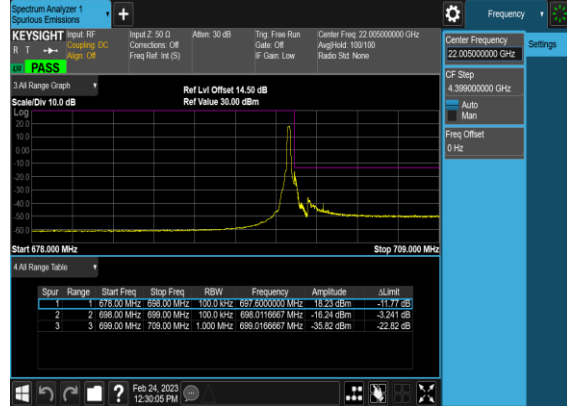 Spectrum Analyzer 1
Spurious Emissions
+
Frequency
KEYSIGHT Input: RF Input Z: 50 Ω Atten: 30 dB Trig: Free Run Center Freq: 22.005000000 GHz
R T Coupling: DC Corrections: Off Gate: Off Avg|Hold: 100/100
Align: Off Freq Ref: Int (S) IF Gain: Low Radio Std: None
PASS
Center Frequency
22.005000000 GHz
Settings
CF Step
4.399000000 GHz
Auto
Man
Freq Offset
0 Hz
3 All Range Graph
Ref Lvl Offset 14.50 dB
Scale/Div 10.0 dB Ref Value 30.00 dBm
Log
20.0
10.0
0.00
-10.0
-20.0
-30.0
-40.0
-50.0
-60.0
Start 678.000 MHz Stop 709.000 MHz
4 All Range Table
Spur Range Start Freq Stop Freq RBW Frequency Amplitude ΔLimit
1 1 678.00 MHz 698.00 MHz 100.0 kHz 697.6000000 MHz 18.23 dBm -11.77 dB
2 2 698.00 MHz 699.00 MHz 100.0 kHz 698.0116667 MHz -16.24 dBm -3.241 dB
3 3 699.00 MHz 709.00 MHz 1.000 MHz 699.0166667 MHz -35.82 dBm -22.82 dB
? Feb 24, 2023
12:30:05 PM